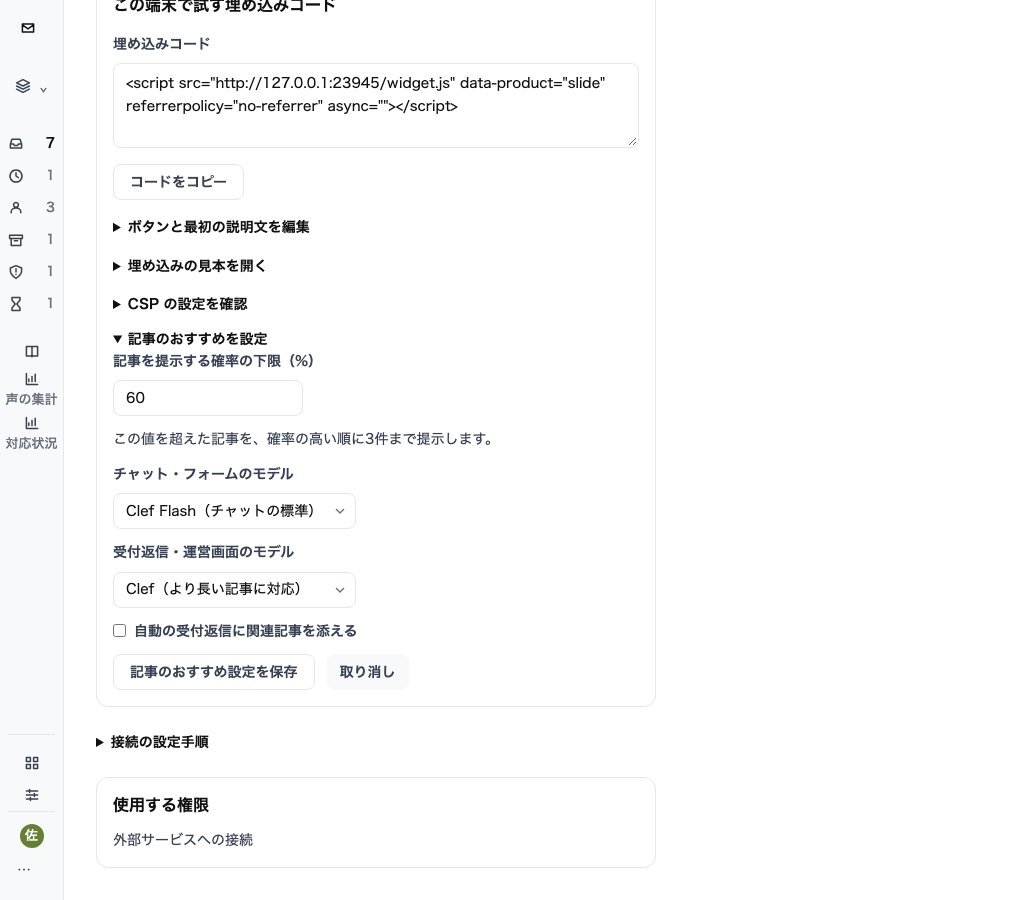 この端末で試す埋め込みコード
埋め込みコード
<script src="http://127.0.0.1:23945/widget.js" data-product="slide"
referrerpolicy="no-referrer" async=""></script>
コードをコピー
ボタンと最初の説明文を編集
埋め込みの見本を開く
CSP の設定を確認
記事のおすすめを設定
記事を提示する確率の下限（%）
60
この値を超えた記事を、確率の高い順に3件まで提示します。
チャット・フォームのモデル
Clef Flash（チャットの標準）
受付返信・運営画面のモデル
Clef（より長い記事に対応）
自動の受付返信に関連記事を添える
記事のおすすめ設定を保存
取り消し
接続の設定手順
使用する権限
外部サービスへの接続
7
1
3
1
1
1
声の集計
対応状況
佐
…